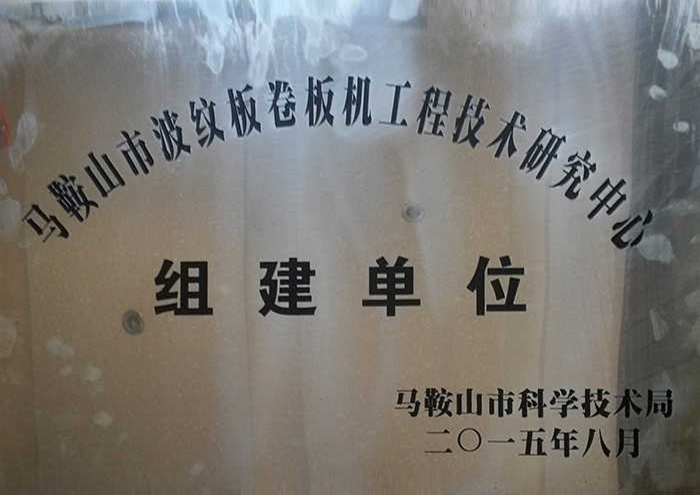 马鞍山市波纹板卷板机工程技术研究中心
组建单位
马鞍山市科学技术局
二〇一五年八月